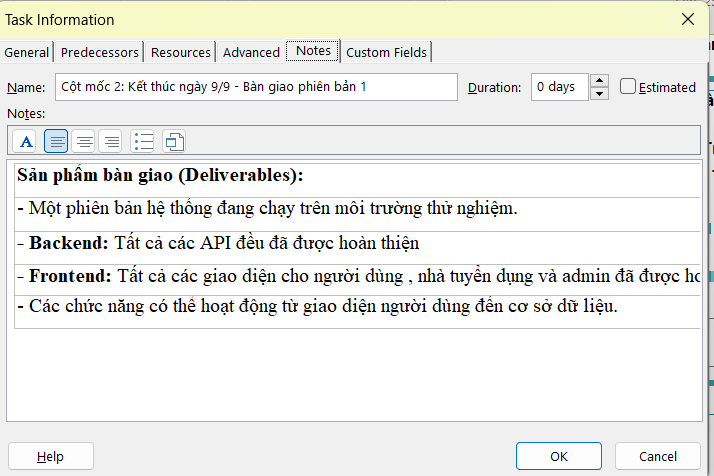 Task Information
General Predecessors Resources Advanced Notes Custom Fields
Name: Cột mốc 2: Kết thúc ngày 9/9 - Bàn giao phiên bản 1 Duration: 0 days Estimated
Notes:
A
Sản phẩm bàn giao (Deliverables):
- Một phiên bản hệ thống đang chạy trên môi trường thử nghiệm.
- Backend: Tất cả các API đều đã được hoàn thiện
- Frontend: Tất cả các giao diện cho người dùng , nhà tuyển dụng và admin đã được ho
- Các chức năng có thể hoạt động từ giao diện người dùng đến cơ sở dữ liệu.
Help OK Cancel